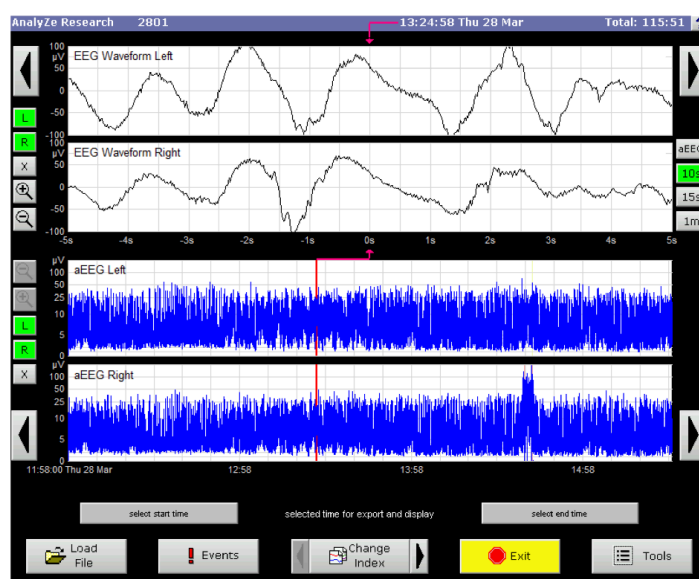 AnalyZe Research 2801 13:24:58 Thu 28 Mar Total: 115:51
100
µV
50
0
-50
-100
EEG Waveform Left
L
R
X
100
µV
50
0
-50
-100
EEG Waveform Right
aEEG
10s
15s
1m
-5s -4s -3s -2s -1s 0s 1s 2s 3s 4s 5s
µV
100
50
25
10
5
0
aEEG Left
L
R
X
µV
100
50
25
10
5
0
aEEG Right
11:58:00 Thu 28 Mar 12:58 13:58 14:58
select start time selected time for export and display select end time
Load
File
Events
Change
Index
Exit
Tools